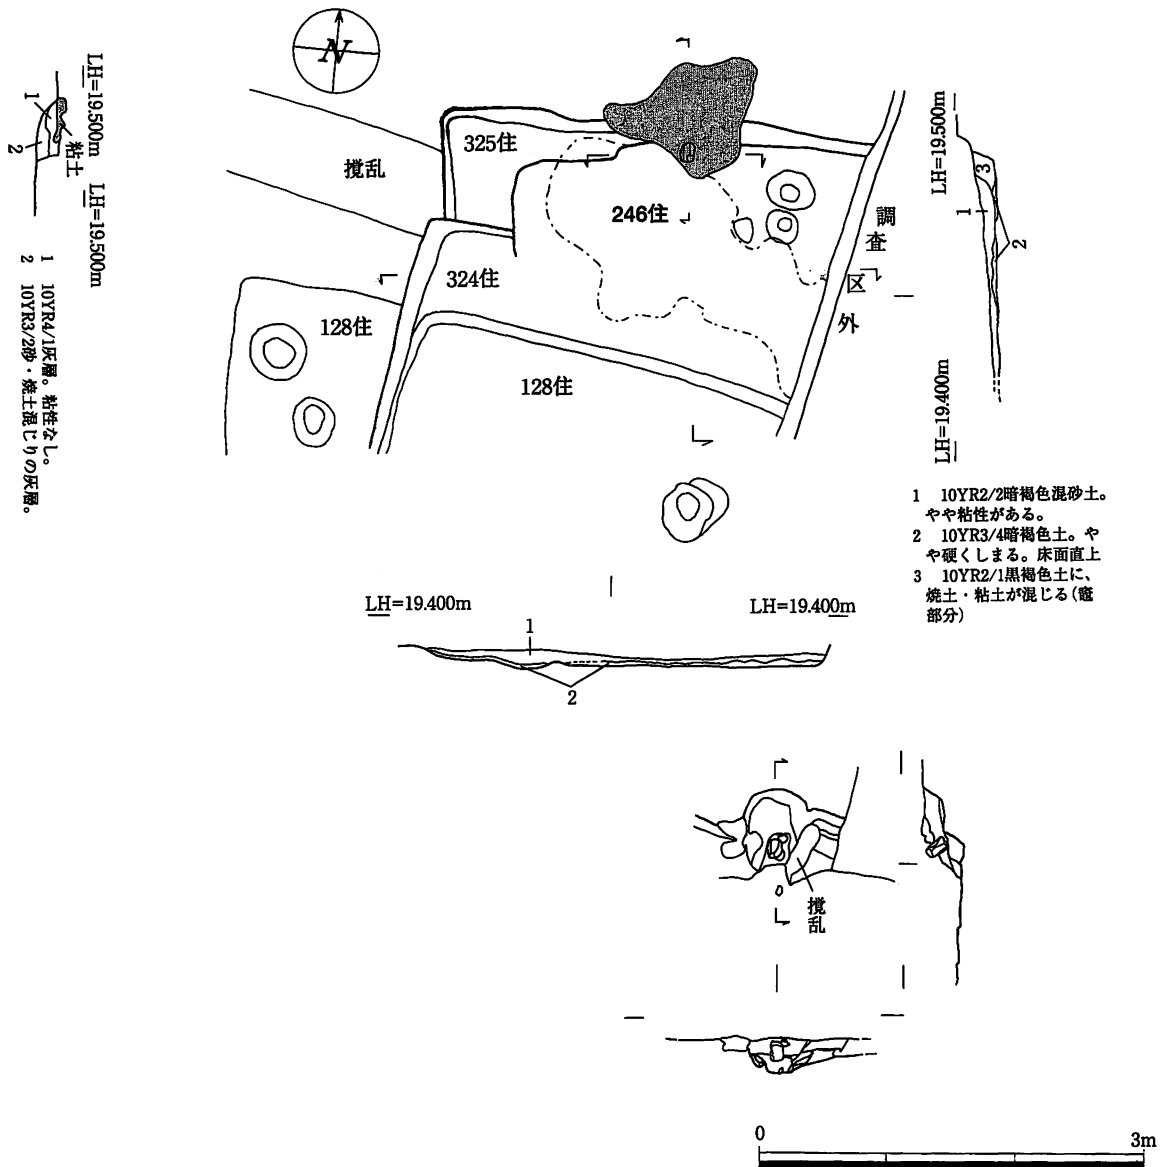 N
LH=19.500m
1
2
粘土
LH=19.500m
1 10YR4/1灰層。粘性なし。
2 10YR3/2砂・焼土混じりの灰層。
攪乱
325住
246住
324住
128住
128住
調査区外
LH=19.500m
3
1
2
LH=19.400m
1 10YR2/2暗褐色混砂土。
やや粘性がある。
2 10YR3/4暗褐色土。や
や硬くしまる。床面直上
3 10YR2/1黒褐色土に、
焼土・粘土が混じる(竈
部分)
LH=19.400m
LH=19.400m
1
2
攪乱
0
3m